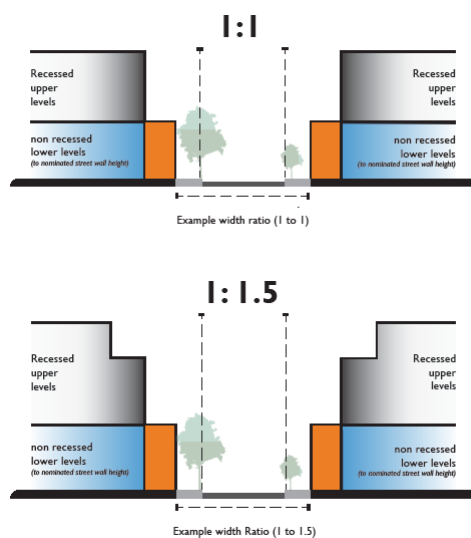 1:1
Recessed
upper
levels
Recessed
upper
levels
non recessed
lower levels
(to nominated street wall height)
non recessed
lower levels
(to nominated street wall height)
Example width ratio (1 to 1)
1: 1.5
Recessed
upper
levels
Recessed
upper
levels
non recessed
lower levels
(to nominated street wall height)
non recessed
lower levels
(to nominated street wall height)
Example width Ratio (1 to 1.5)